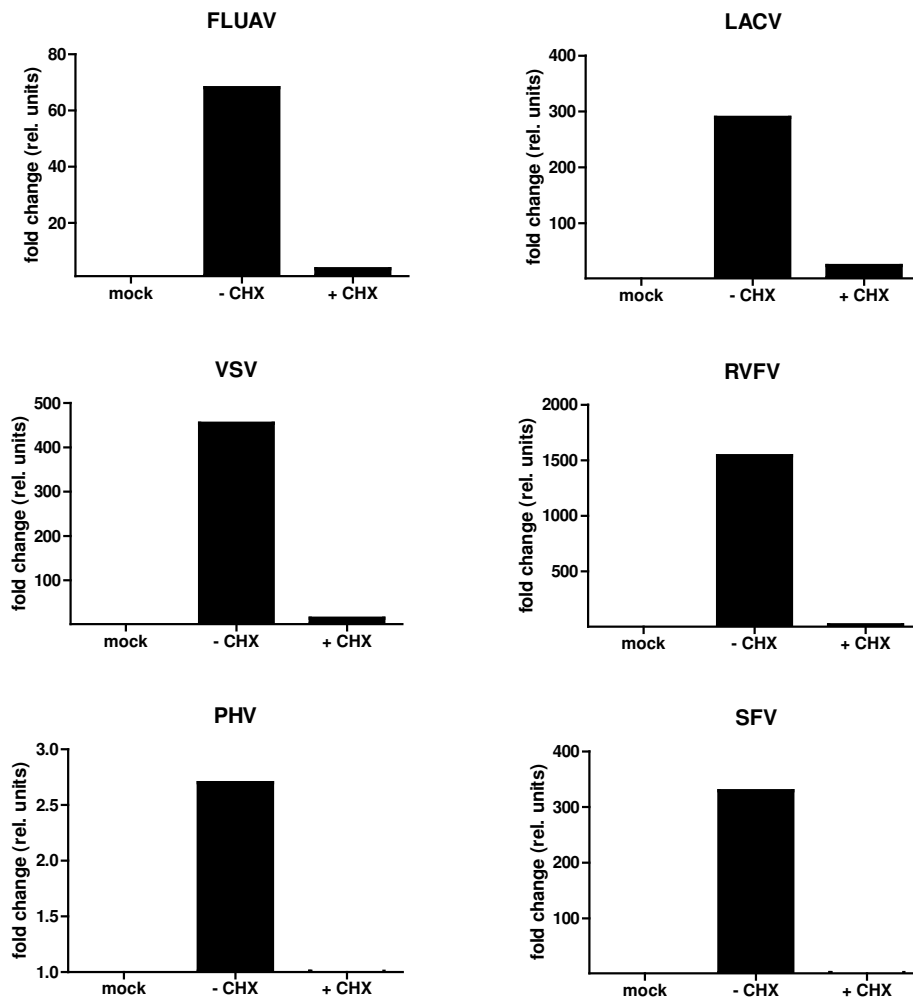 FLUAV
fold change (rel. units)
80
60
40
20
mock
- CHX
+ CHX
LACV
fold change (rel. units)
400
300
200
100
mock
- CHX
+ CHX
VSV
fold change (rel. units)
500
400
300
200
100
mock
- CHX
+ CHX
RVFV
fold change (rel. units)
2000
1500
1000
500
mock
- CHX
+ CHX
PHV
fold change (rel. units)
3.0
2.5
2.0
1.5
1.0
mock
- CHX
+ CHX
SFV
fold change (rel. units)
400
300
200
100
mock
- CHX
+ CHX